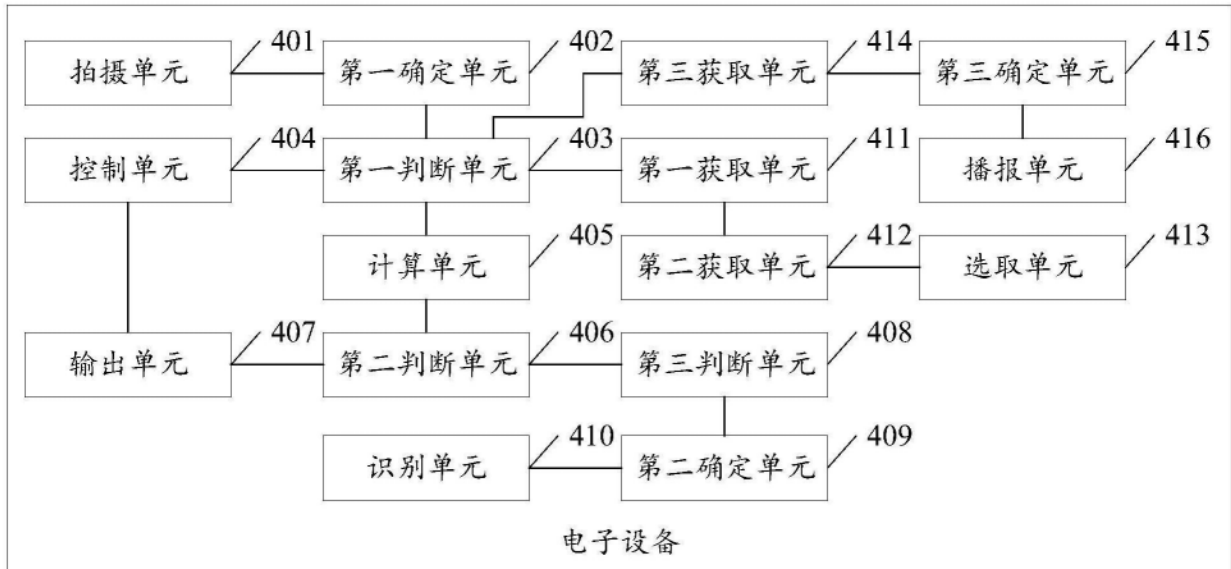 401 402 414 415
拍摄单元 第一确定单元 第三获取单元 第三确定单元
404 403 411 416
控制单元 第一判断单元 第一获取单元 播报单元
405 412 413
计算单元 第二获取单元 选取单元
407 406 408
输出单元 第二判断单元 第三判断单元
410 409
识别单元 第二确定单元
电子设备